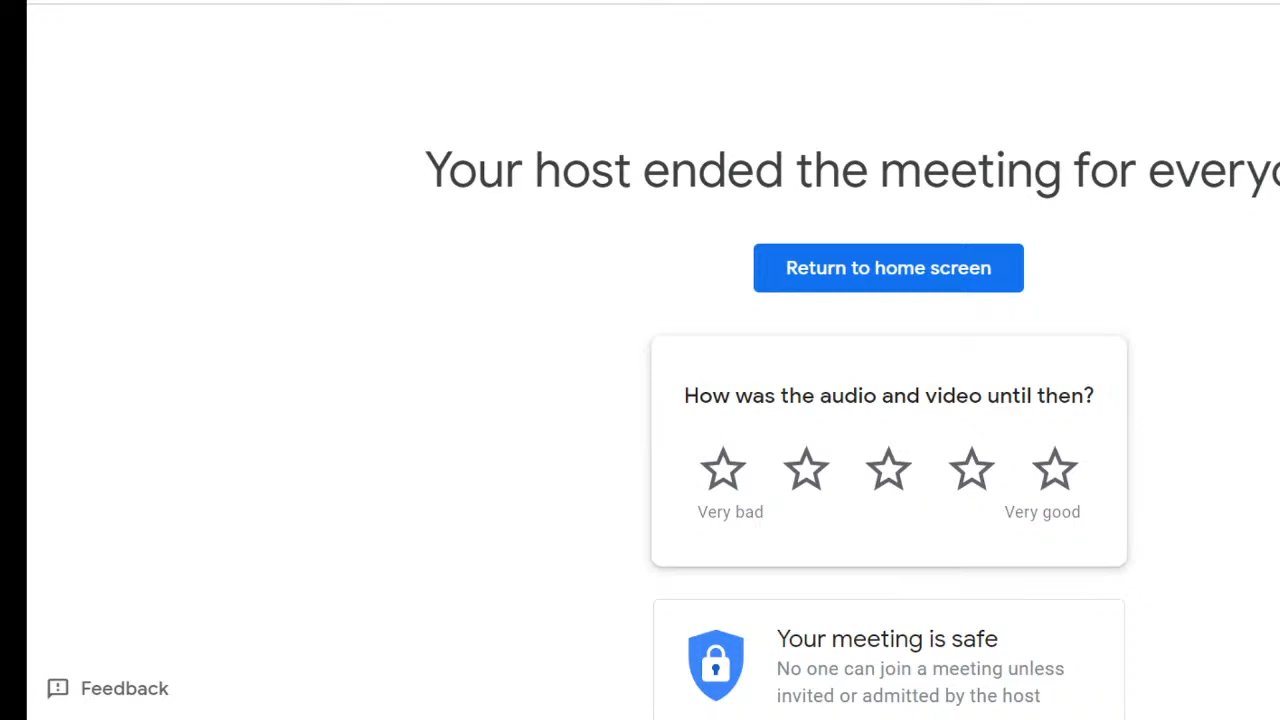 Your host ended the meeting for
Return to home screen
How was the audio and video until then?
Very bad
Very good
Your meeting is safe
No one can join a meeting unless
invited or admitted by the host
Feedback